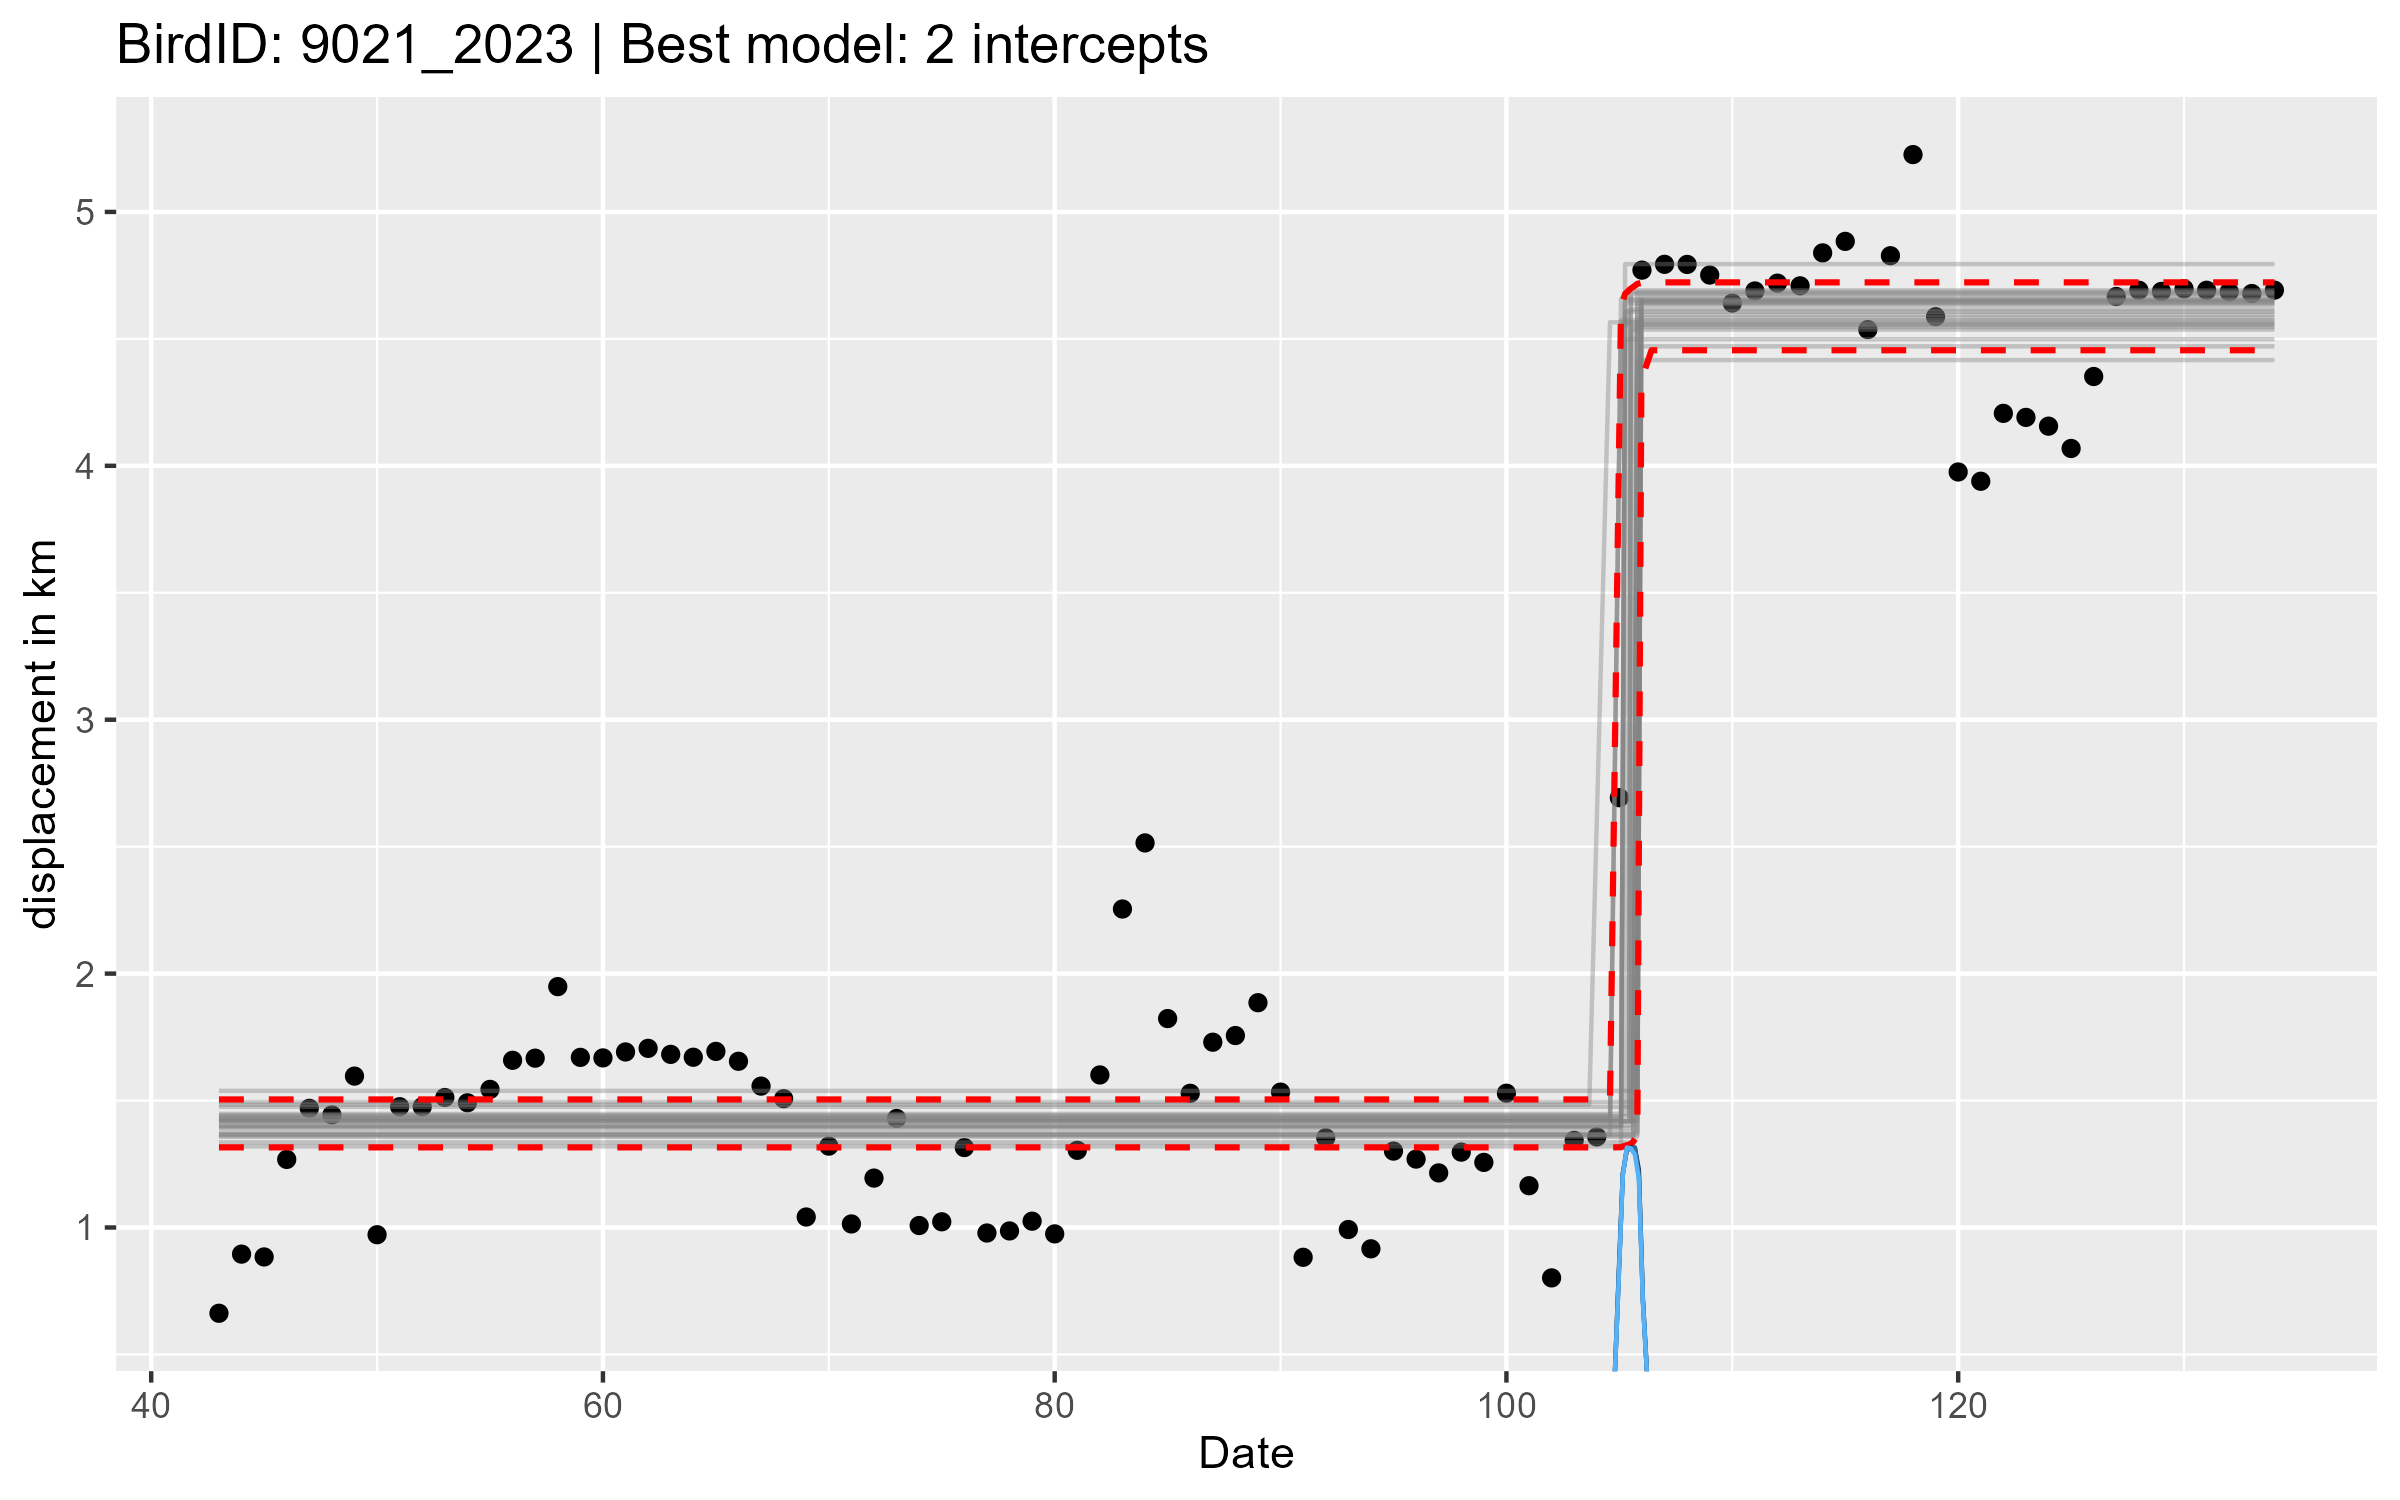 BirdID: 9021_2023 | Best model: 2 intercepts
5
4
3
2
1
displacement in km
40 60 80 100 120
Date